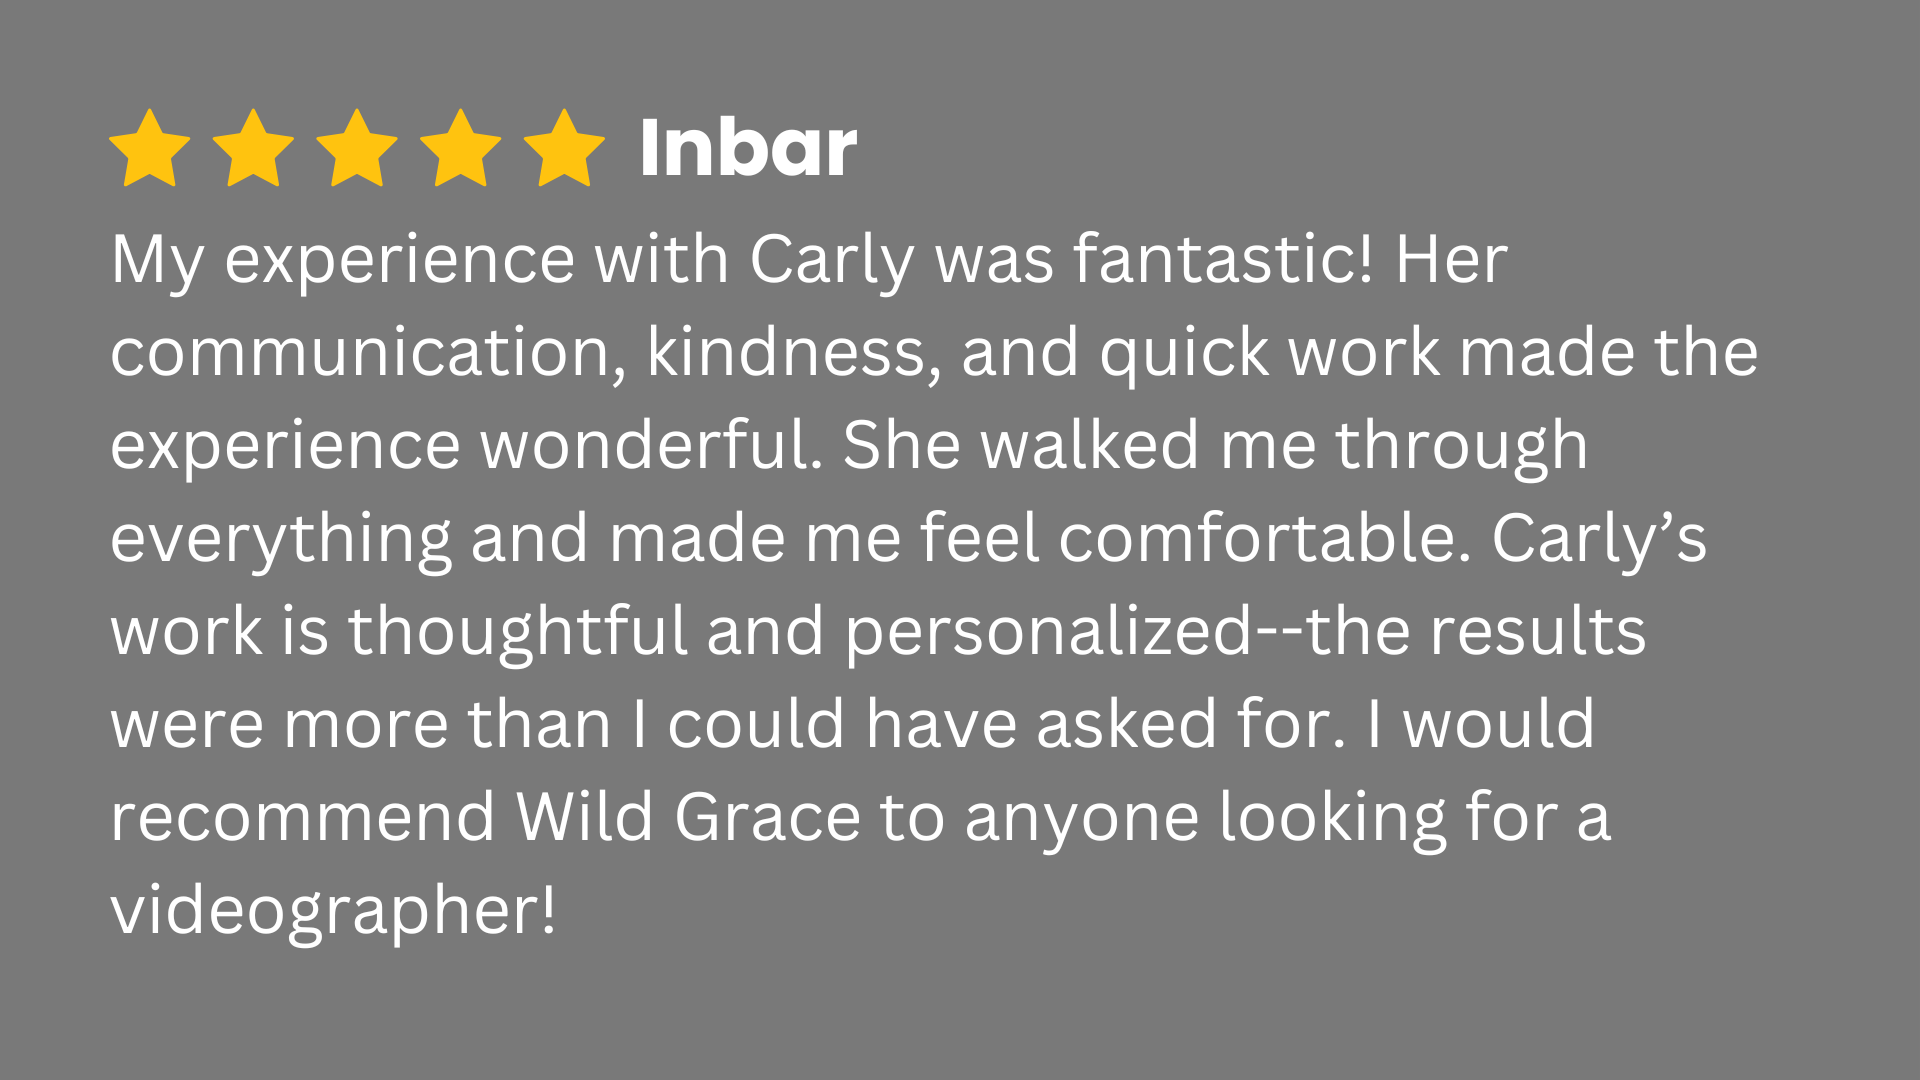 Inbar
My experience with Carly was fantastic! Her
communication, kindness, and quick work made the
experience wonderful. She walked me through
everything and made me feel comfortable. Carly’s
work is thoughtful and personalized--the results
were more than I could have asked for. I would
recommend Wild Grace to anyone looking for a
videographer!